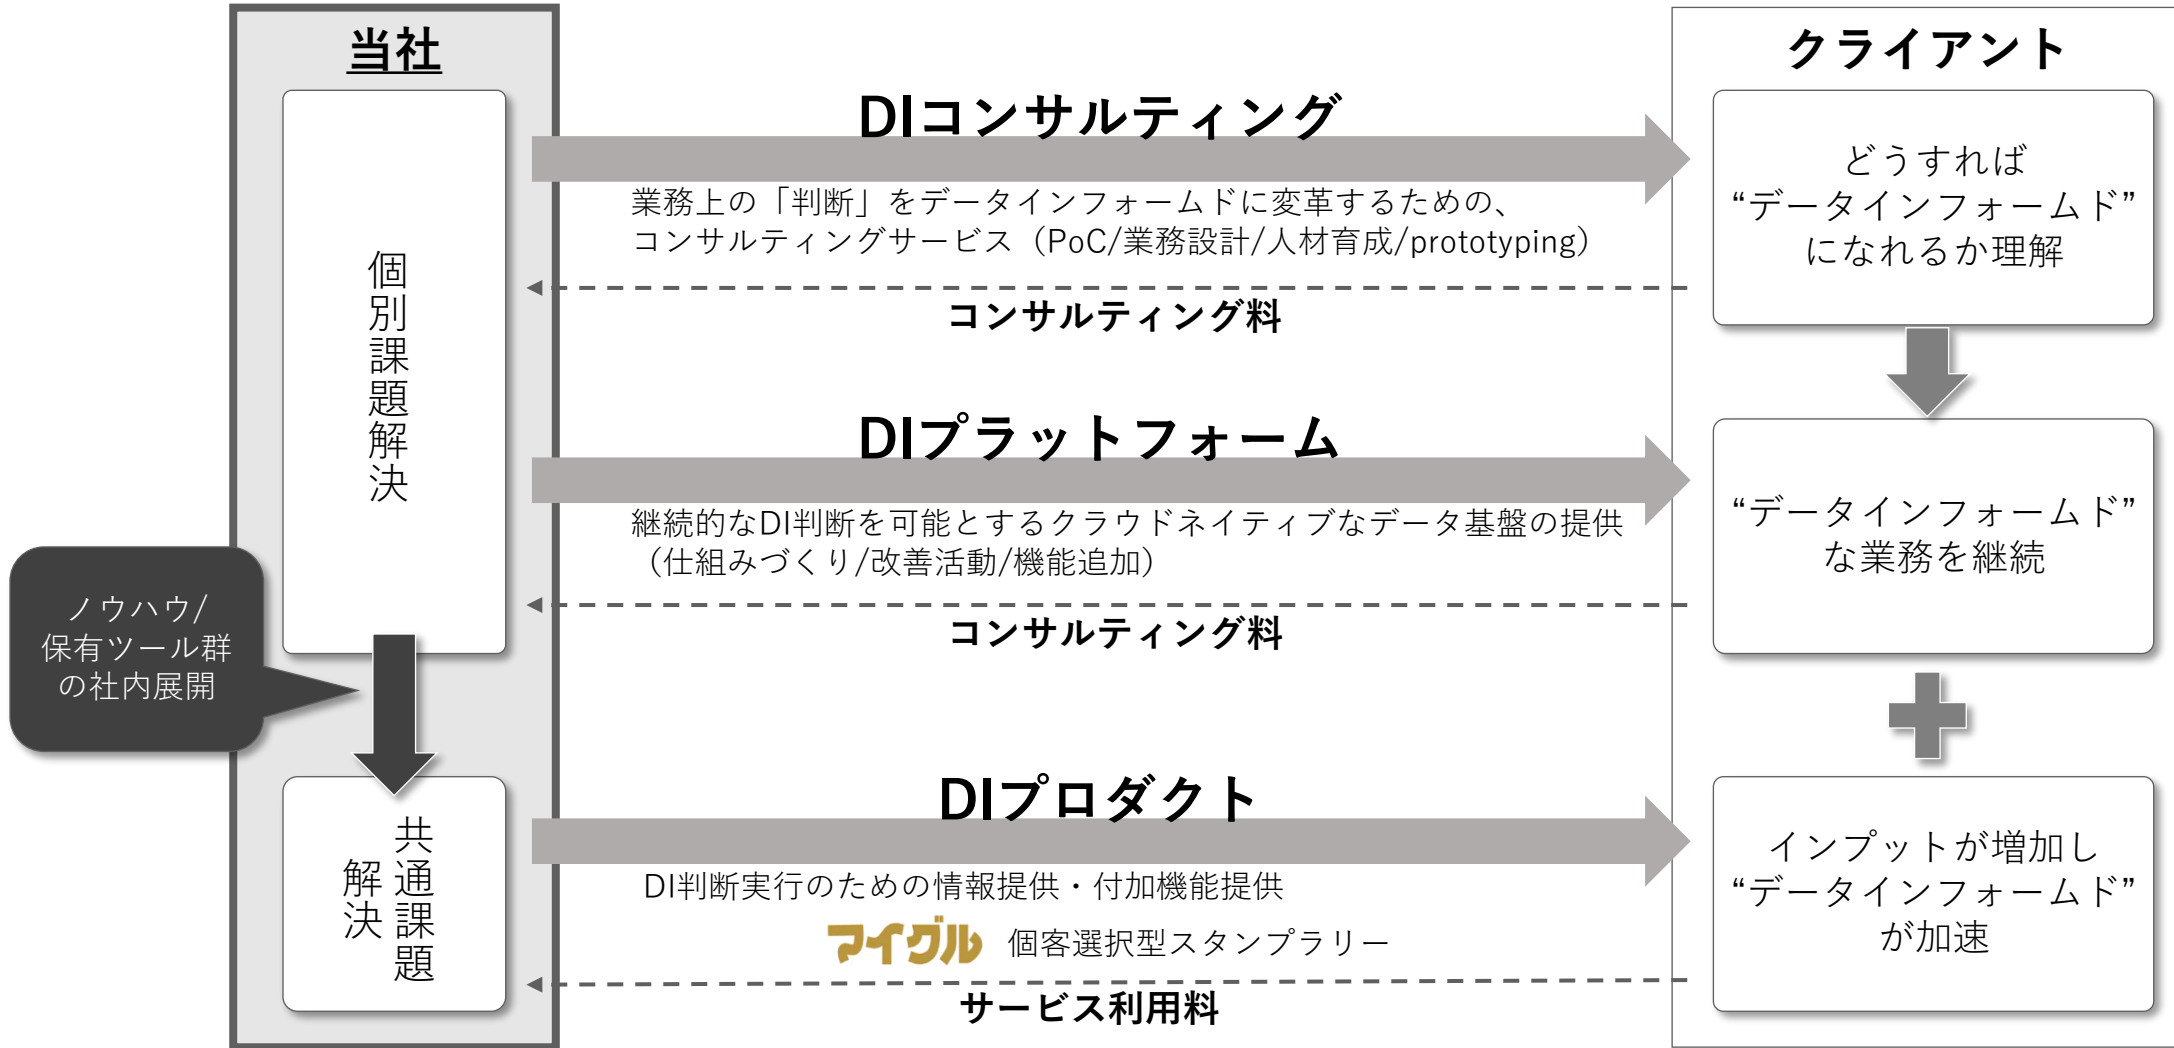 当社
クライアント
個別課題解決
DIコンサルティング
業務上の「判断」をデータインフォームドに変革するための、
コンサルティングサービス（PoC/業務設計/人材育成/prototyping）
コンサルティング料
どうすれば
“データインフォームド”
になれるか理解
DIプラットフォーム
継続的なDI判断を可能とするクラウドネイティブなデータ基盤の提供
（仕組みづくり/改善活動/機能追加）
コンサルティング料
“データインフォームド”
な業務を継続
ノウハウ/
保有ツール群
の社内展開
共通課題
解決
DIプロダクト
DI判断実行のための情報提供・付加機能提供
マイグル 個客選択型スタンプラリー
サービス利用料
インプットが増加し
“データインフォームド”
が加速